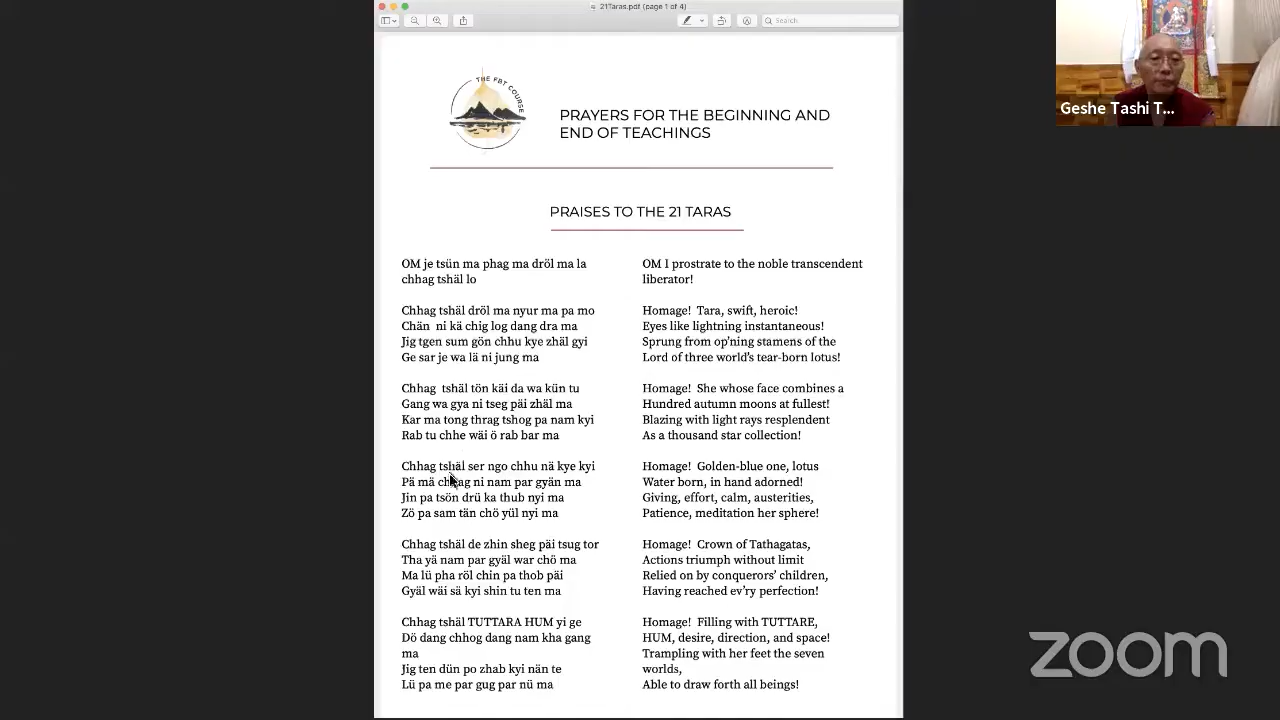 21Taras.pdf (page 1 of 4)
Search
THE FBT COURSE
PRAYERS FOR THE BEGINNING AND
END OF TEACHINGS
PRAISES TO THE 21 TARAS
OM je tsün ma phag ma dröl ma la
chhag tshäl lo
Chhag tshäl dröl ma nyur ma pa mo
Chän  ni kä chig log dang dra ma
Jig tgen sum gön chhu kye zhäl gyi
Ge sar je wa lä ni jung ma
Chhag  tshäl tön käi da wa kün tu
Gang wa gya ni tseg päi zhäl ma
Kar ma tong thrag tshog pa nam kyi
Rab tu chhe wäi ö rab bar ma
Chhag tshäl ser ngo chhu nä kye kyi
Pä mä chhag ni nam par gyän ma
Jin pa tsön drü ka thub nyi ma
Zö pa sam tän chö yül nyi ma
Chhag tshäl de zhin sheg päi tsug tor
Tha yä nam par gyäl war chö ma
Ma lü pha röl chin pa thob päi
Gyäl wäi sä kyi shin tu ten ma
Chhag tshäl TUTTARA HUM yi ge
Dö dang chhog dang nam kha gang
ma
Jig ten dün po zhab kyi nän te
Lü pa me par gug par nü ma
OM I prostrate to the noble transcendent
liberator!
Homage!  Tara, swift, heroic!
Eyes like lightning instantaneous!
Sprung from op'ning stamens of the
Lord of three world's tear-born lotus!
Homage!  She whose face combines a
Hundred autumn moons at fullest!
Blazing with light rays resplendent
As a thousand star collection!
Homage!  Golden-blue one, lotus
Water born, in hand adorned!
Giving, effort, calm, austerities,
Patience, meditation her sphere!
Homage!  Crown of Tathagatas,
Actions triumph without limit
Relied on by conquerors' children,
Having reached ev'ry perfection!
Homage!  Filling with TUTTARE,
HUM, desire, direction, and space!
Trampling with her feet the seven
worlds,
Able to draw forth all beings!
Geshe Tashi T...
zoom